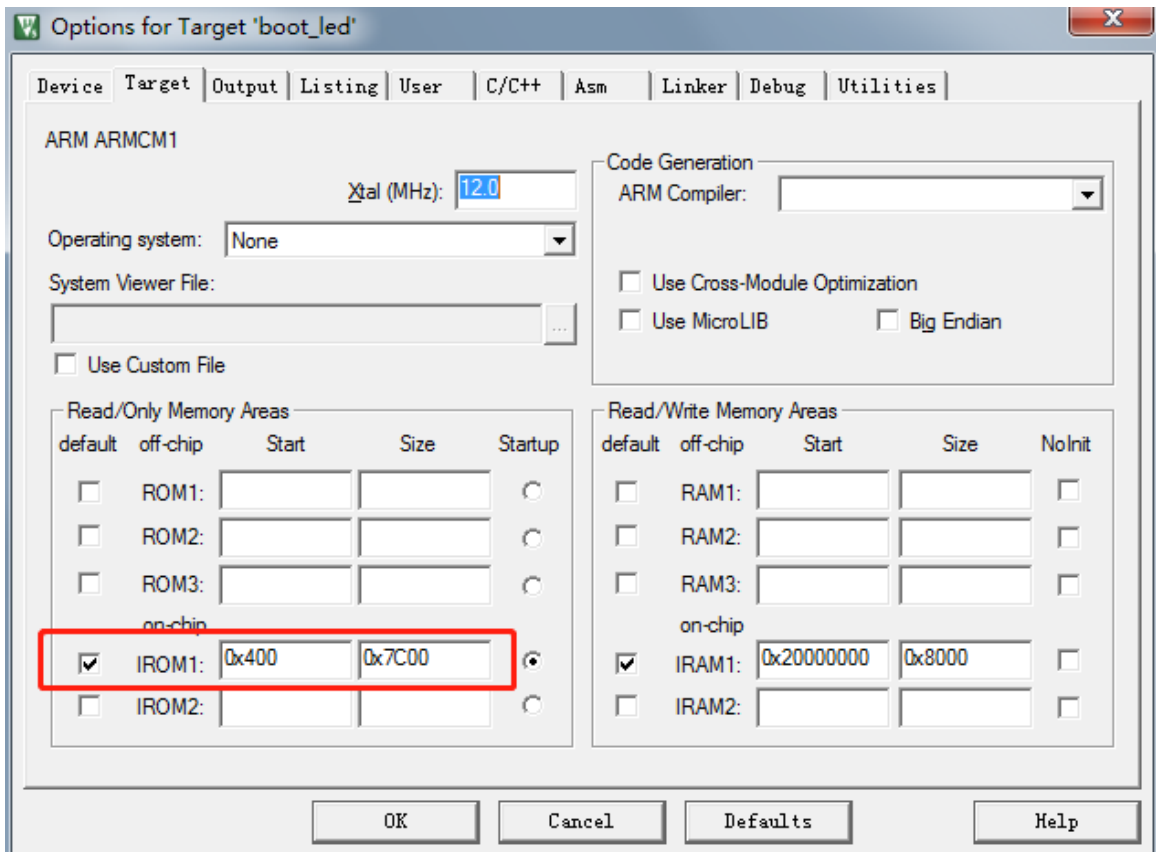 Options for Target 'boot_led'
Device Target Output Listing User C/C++ Asm Linker Debug Utilities
ARM ARMCM1
Xtal (MHz): 12.0
Operating system: None
System Viewer File:
...
Use Custom File
Code Generation
ARM Compiler:
Use Cross-Module Optimization
Use MicroLIB Big Endian
Read/Only Memory Areas
default off-chip Start Size Startup
ROM1:
ROM2:
ROM3:
on-chip
IROM1: 0x400 0x7C00
IROM2:
Read/Write Memory Areas
default off-chip Start Size NoInit
RAM1:
RAM2:
RAM3:
on-chip
IRAM1: 0x20000000 0x8000
IRAM2:
OK Cancel Defaults Help